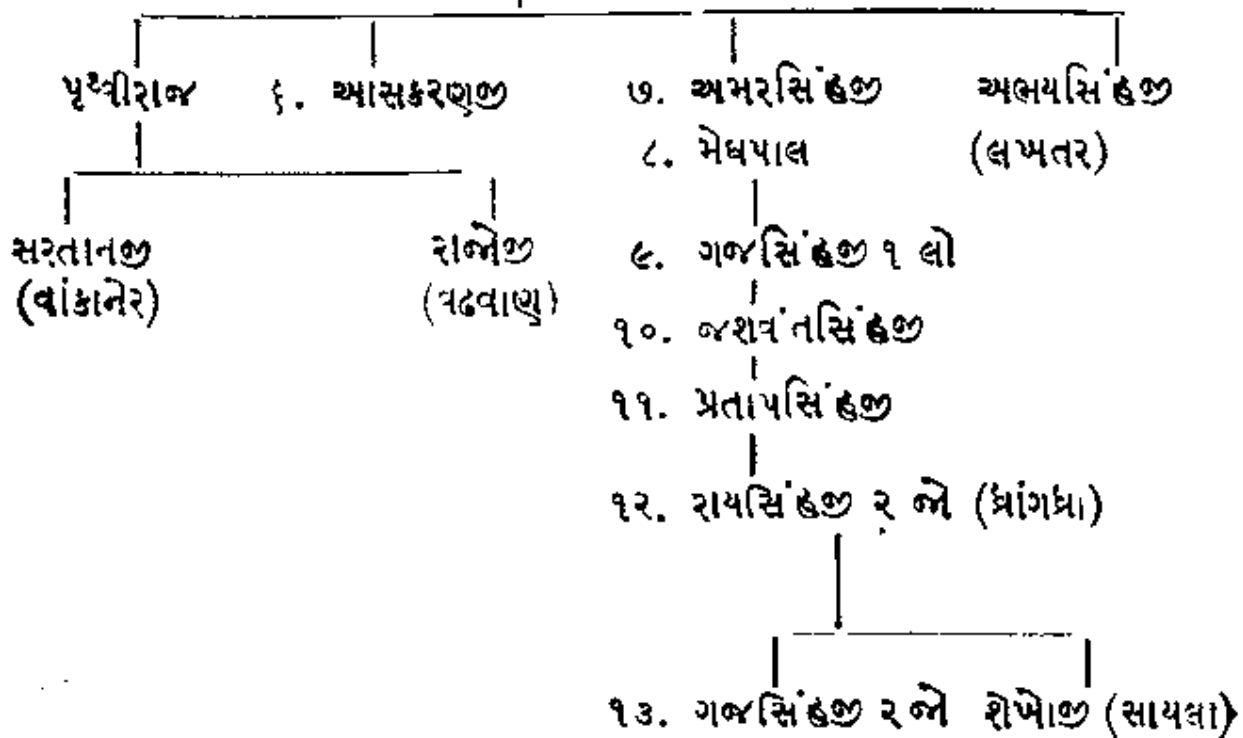 પૃથ્વીરાજ ૬. આસકરણજી ૭. અમરસિંહજી અભયસિંહજી
૮. મેઘપાલ (લખતર)
સરતાનજી રાજોજી ૯. ગજસિંહજી ૧ લો
(વાંકાનેર) (વઢવાણ)
૧૦. જશવંતસિંહજી
૧૧. પ્રતાપસિંહજી
૧૨. રાયસિંહજી ૨ જો (ધ્રાંગધ્રા)
૧૩. ગજસિંહજી ૨ જો શેખોજી (સાયલા)